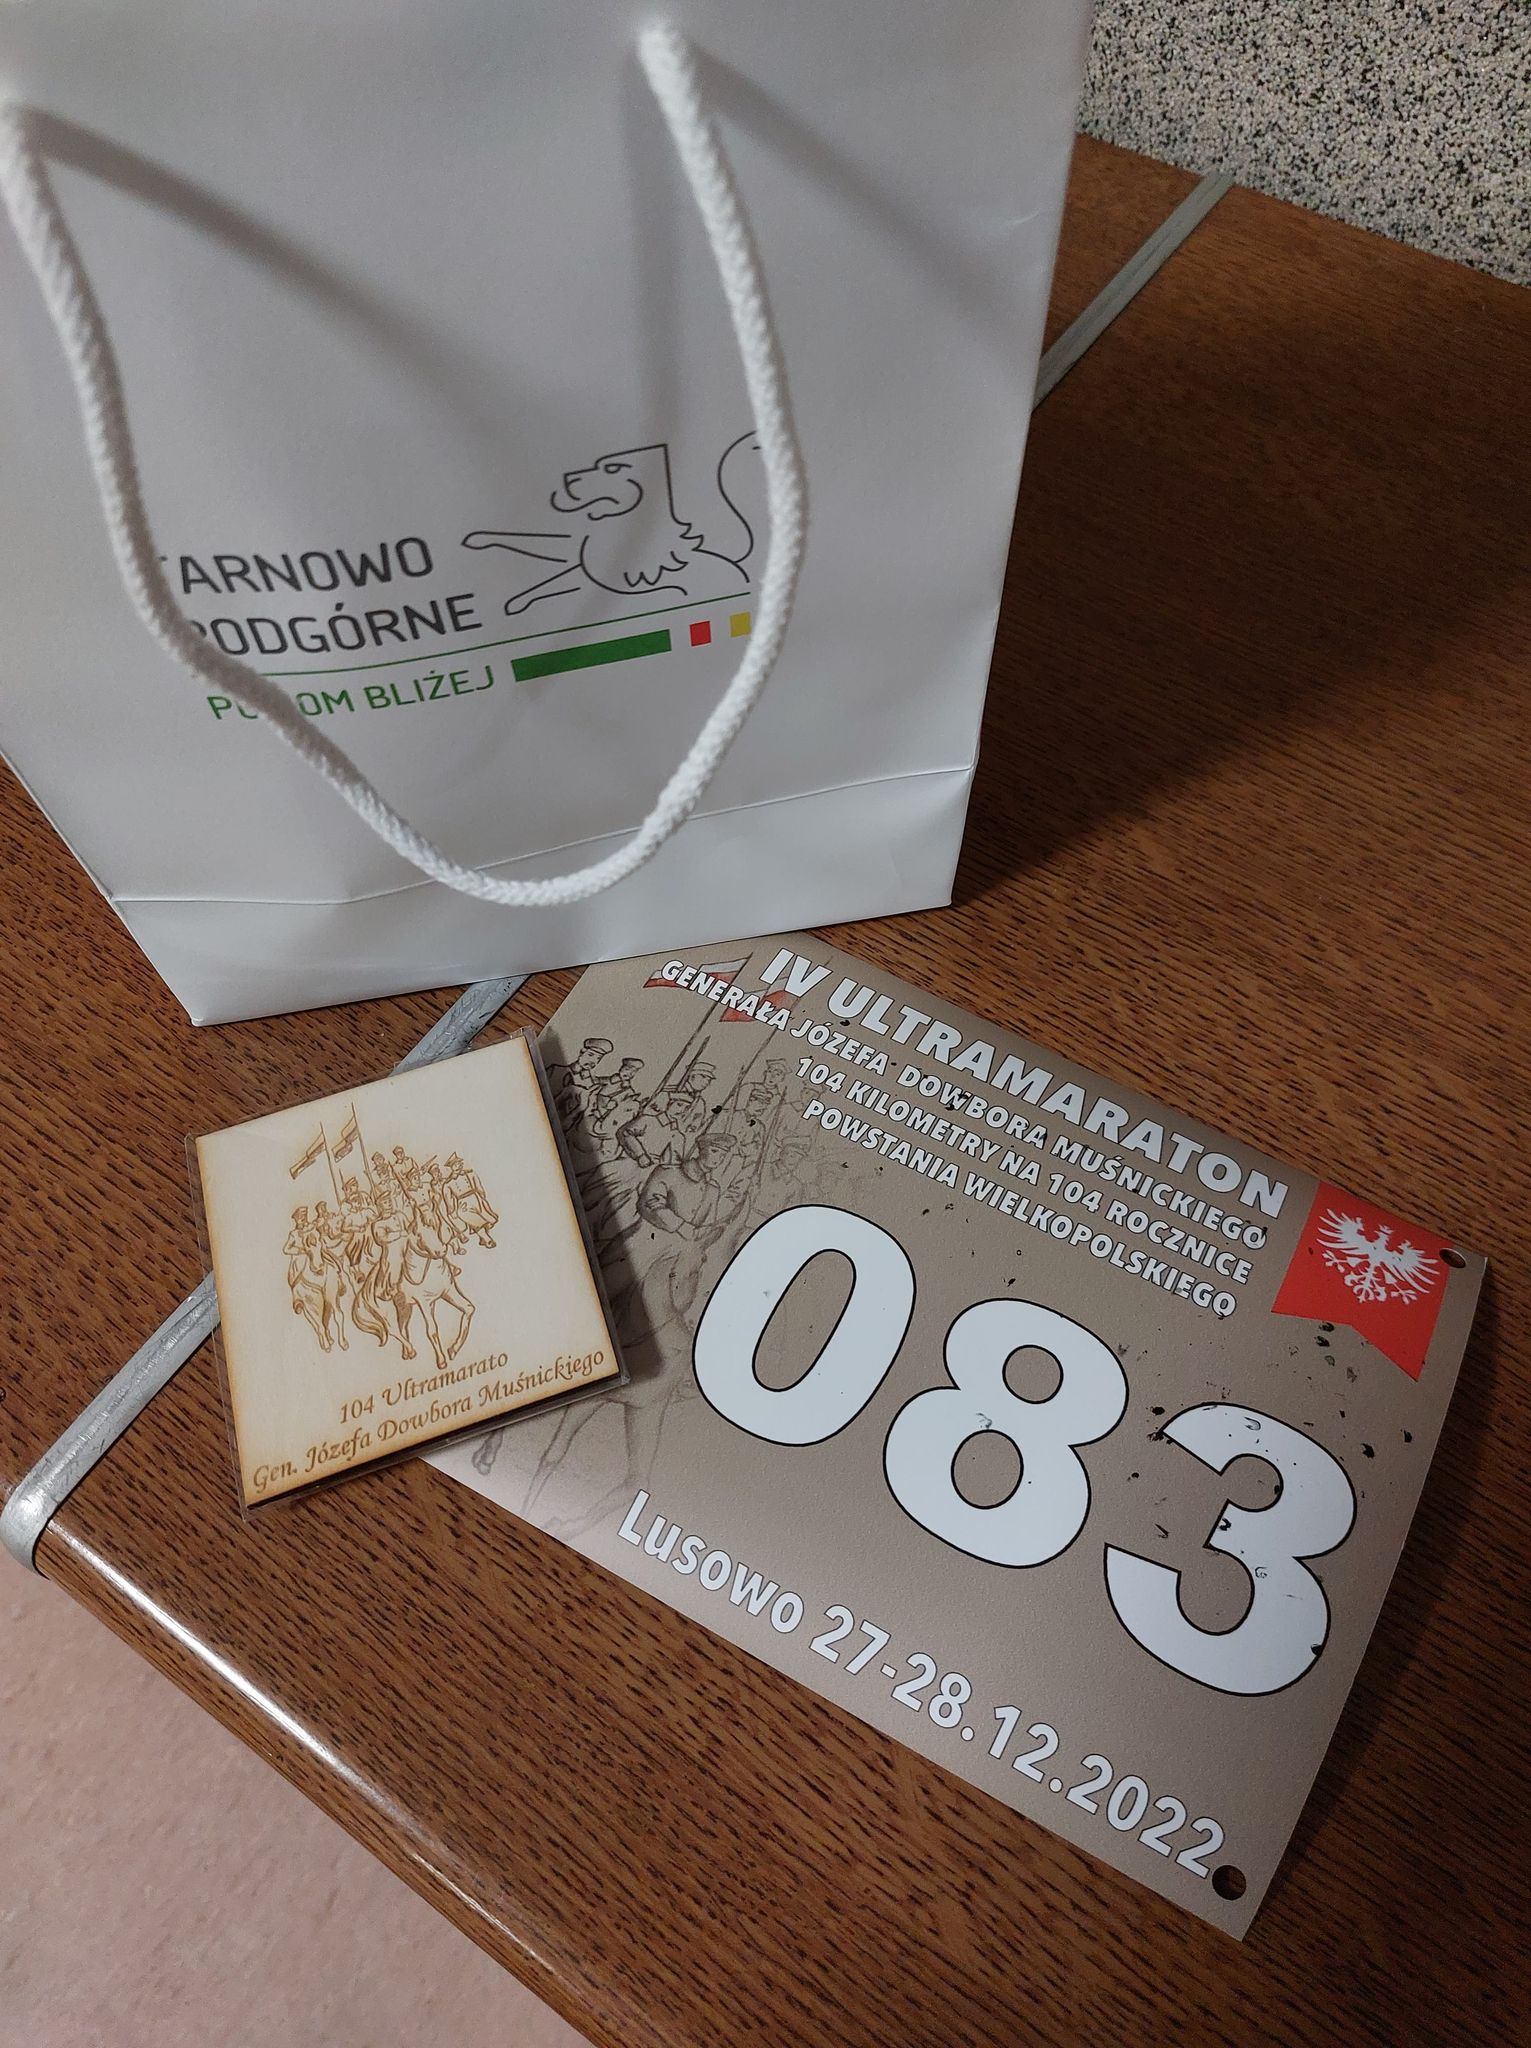 ARNOWO
PODGÓRNE
BLIŻEJ
IV ULTRAMARATON
GENERAŁA JÓZEFA DOWBORA MUŚNICKIEGO
104 KILOMETRY NA 104 ROCZNICE
POWSTANIA WIELKOPOLSKIEGO
083
LUSOWO 27-28.12.2022
104 Ultramarato
Gen. Józefa Dowbora Muśnickiego